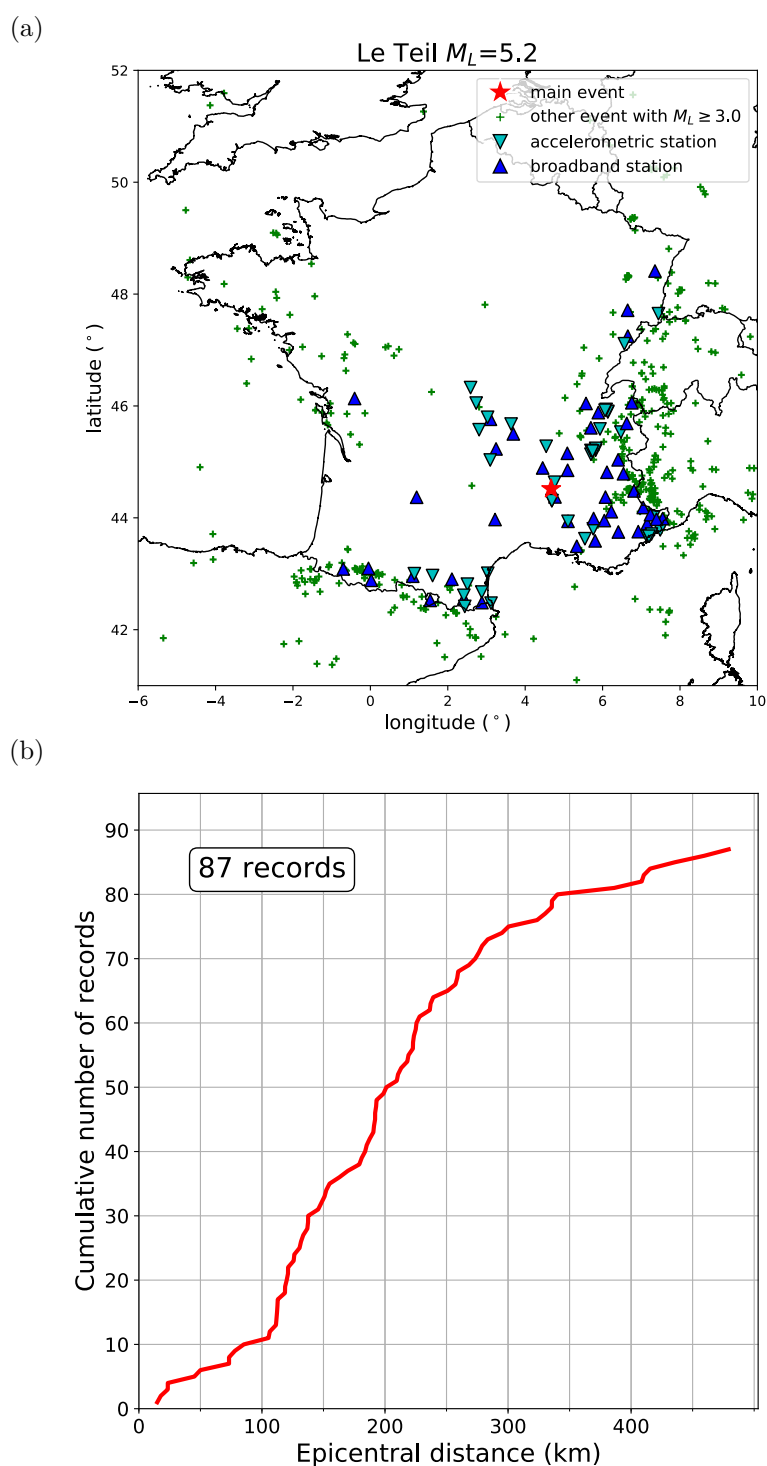 (a)
Le Teil M_L=5.2
main event
other event with M_L ≥ 3.0
accelerometric station
broadband station
52
50
48
46
44
42
latitude (°)
−6
−4
−2
0
2
4
6
8
10
longitude (°)
(b)
87 records
90
80
70
60
50
40
30
20
10
0
Cumulative number of records
0
100
200
300
400
Epicentral distance (km)